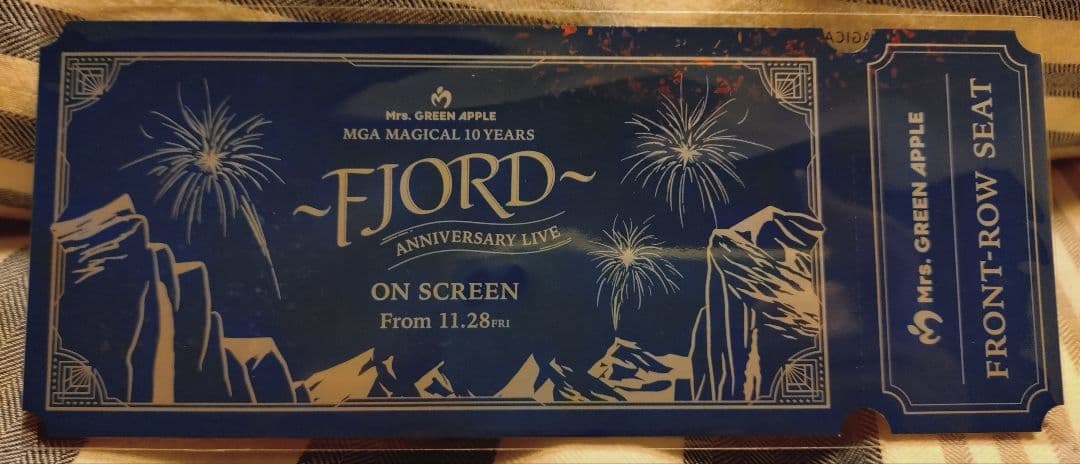 Mrs. GREEN APPLE
MGA MAGICAL 10 YEARS
~FJORD~
ANNIVERSARY LIVE
ON SCREEN
From 11.28FRI
Mrs. GREEN APPLE
FRONT-ROW SEAT